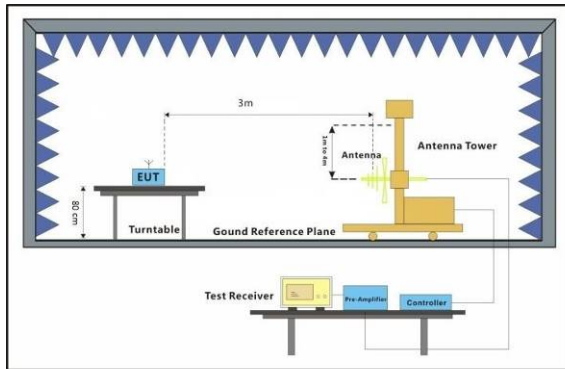 3m
1m to 4m
Antenna
Antenna Tower
EUT
80 cm
Turntable
Gound Reference Plane
Test Receiver
Pre-Amplifier
Controller